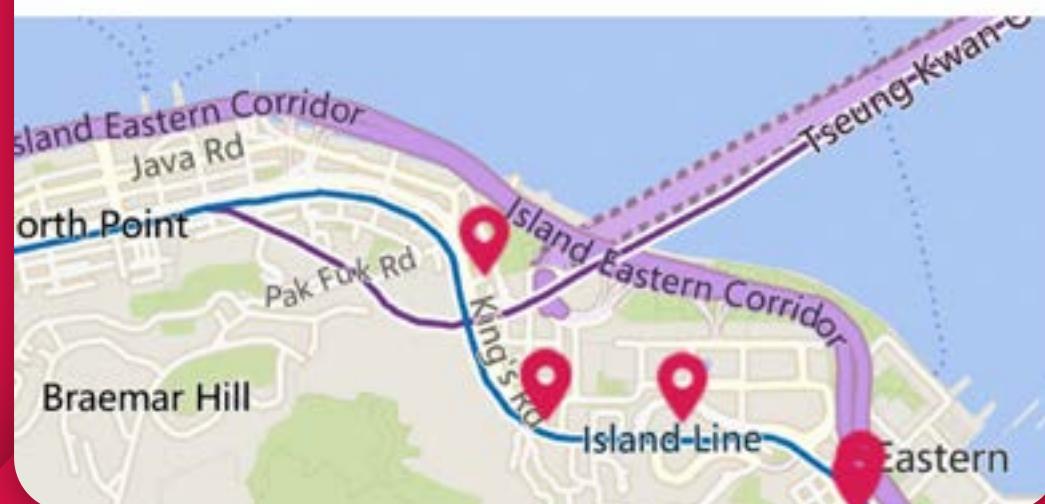 Tseung-Kwan-O
sland Eastern Corridor
Java Rd
orth Point
Island Eastern Corridor
Pak Fuk Rd
King's Rd
Braemar Hill
Island Line
Eastern